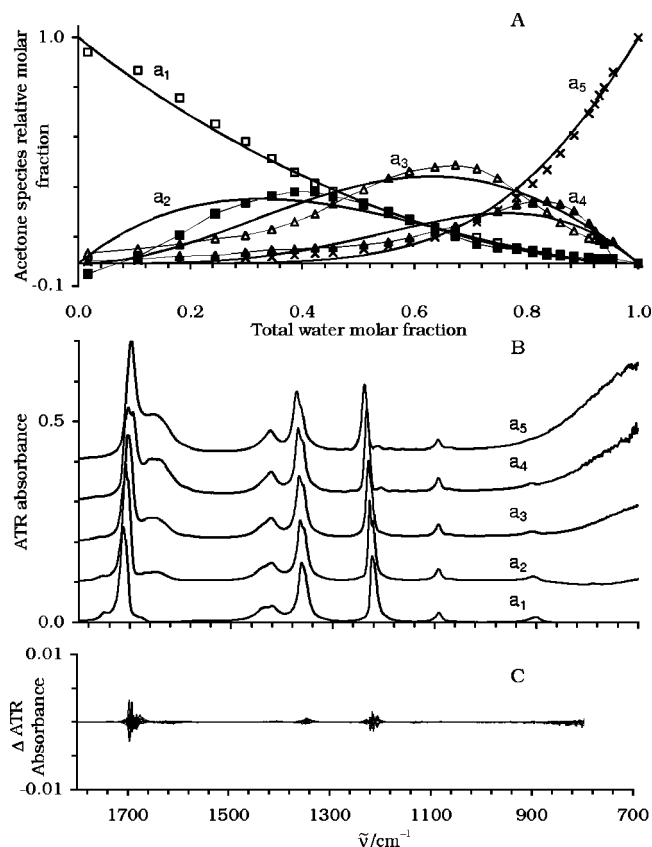 A
Acetone species relative molar
fraction
1.0
-0.1
a1
a2
a3
a4
a5
0.0 0.2 0.4 0.6 0.8 1.0
Total water molar fraction
B
ATR absorbance
0.5
0.0
a5
a4
a3
a2
a1
C
Δ ATR
Absorbance
0.01
-0.01
1700 1500 1300 1100 900 700
ṽ/cm⁻¹